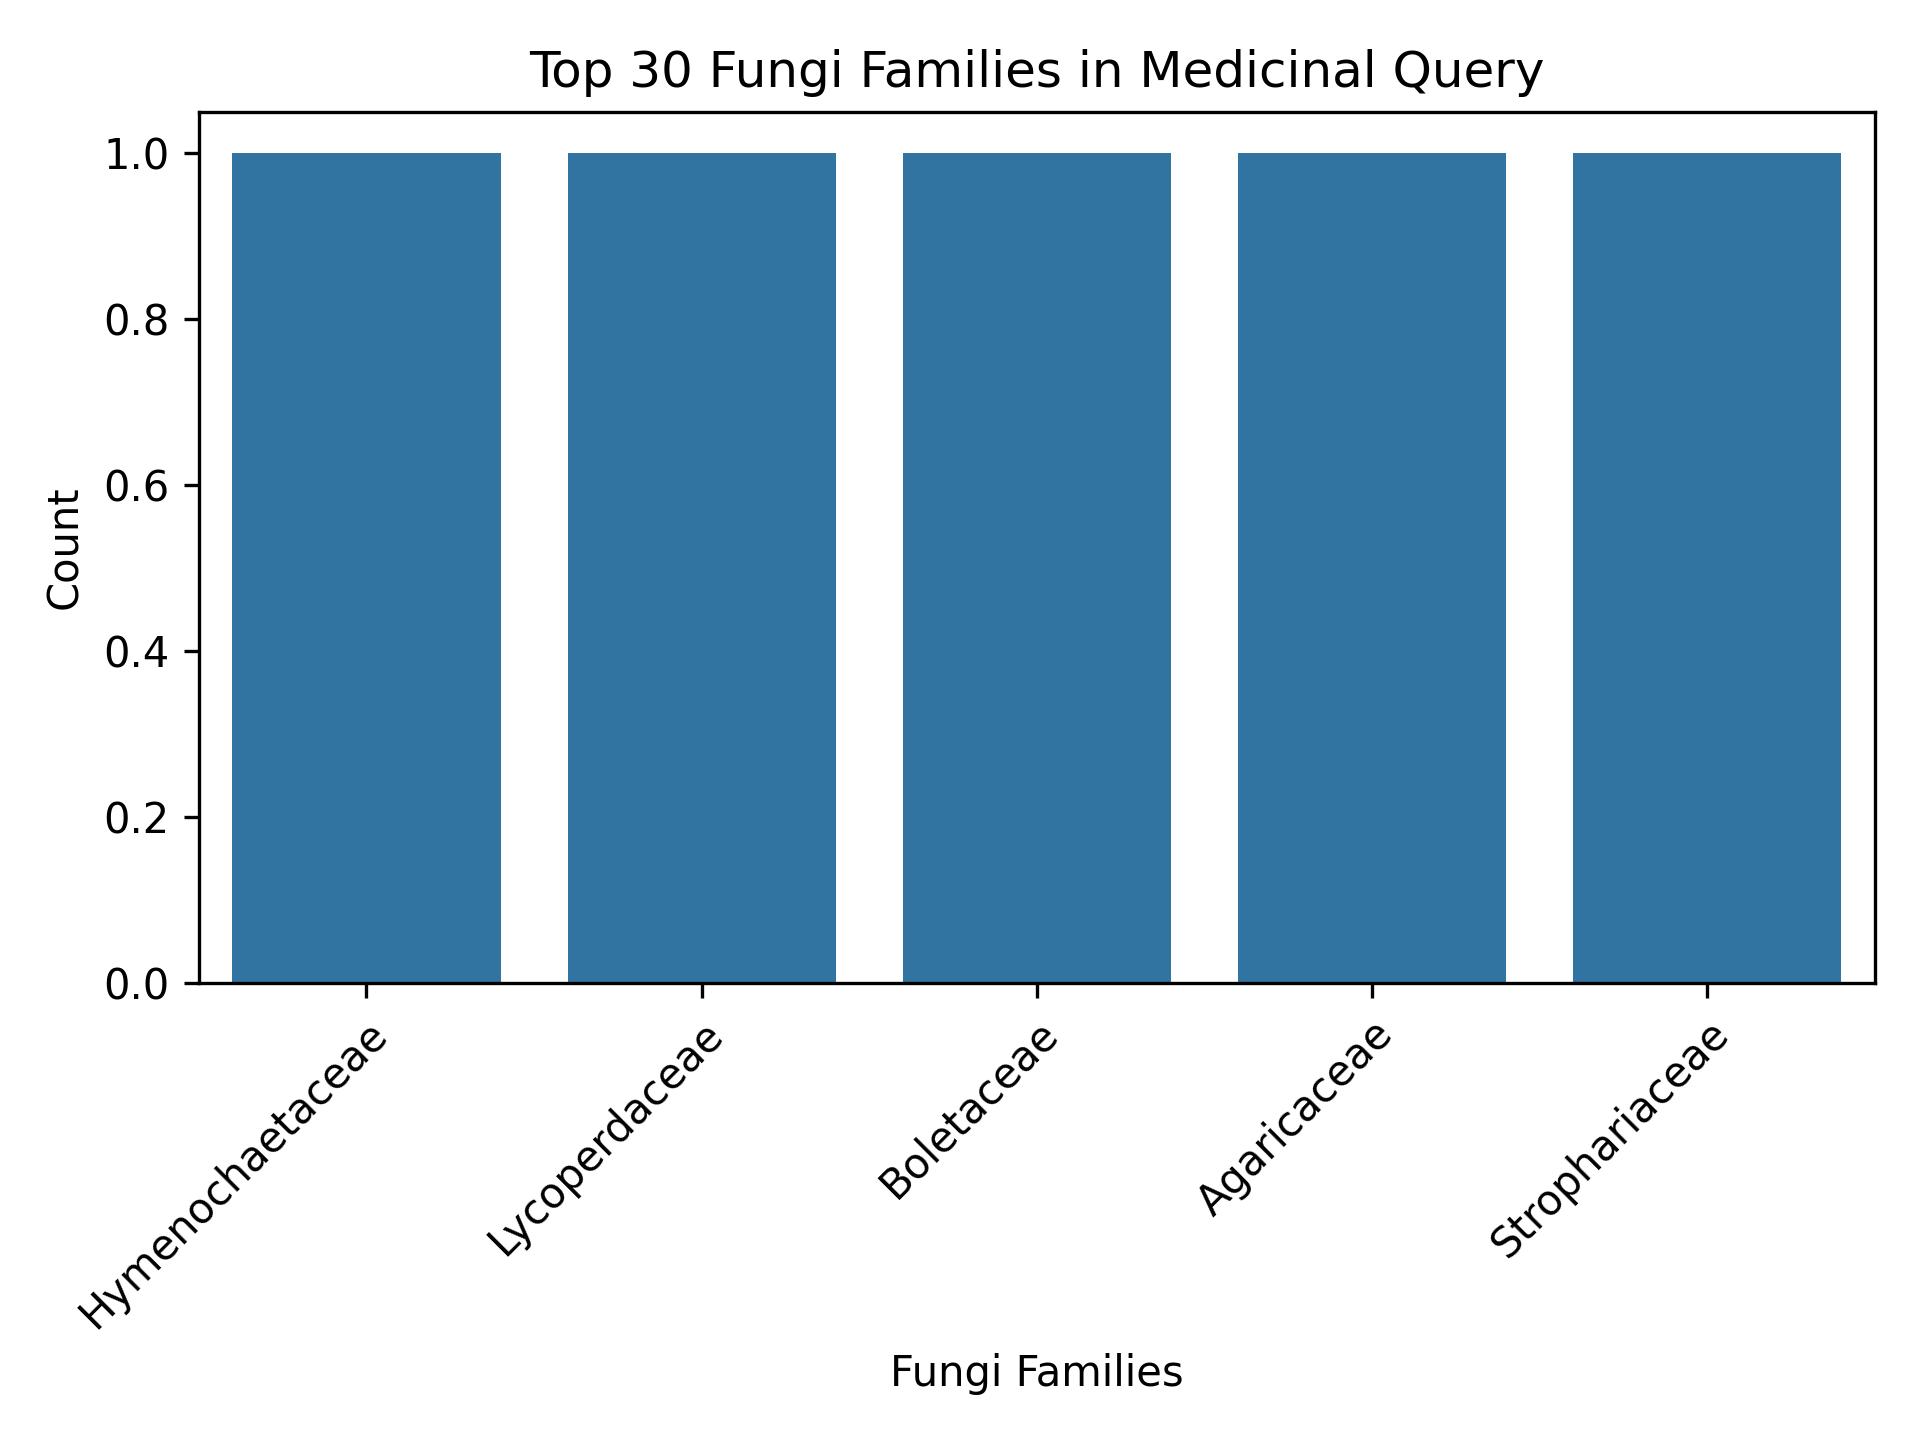 Top 30 Fungi Families in Medicinal Query
Count
1.0
0.8
0.6
0.4
0.2
0.0
Hymenochaetaceae
Lycoperdaceae
Boletaceae
Agaricaceae
Strophariaceae
Fungi Families